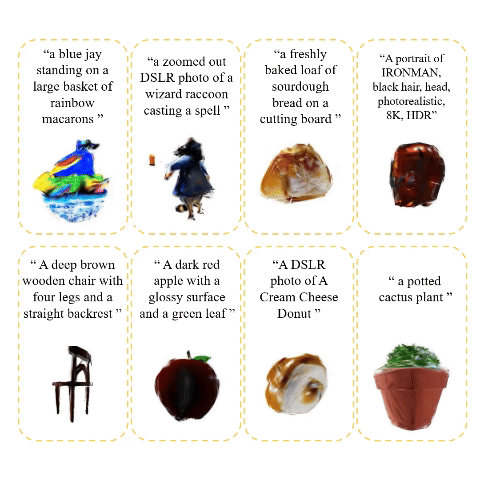 “a blue jay
standing on a
large basket of
rainbow
macarons ”
“a zoomed out
DSLR photo of a
wizard raccoon
casting a spell ”
“a freshly
baked loaf of
sourdough
bread on a
cutting board ”
“A portrait of
IRONMAN,
black hair, head,
photorealistic,
8K, HDR”
“ A deep brown
wooden chair with
four legs and a
straight backrest ”
“ A dark red
apple with a
glossy surface
and a green leaf ”
“A DSLR
photo of A
Cream Cheese
Donut ”
“ a potted
cactus plant ”